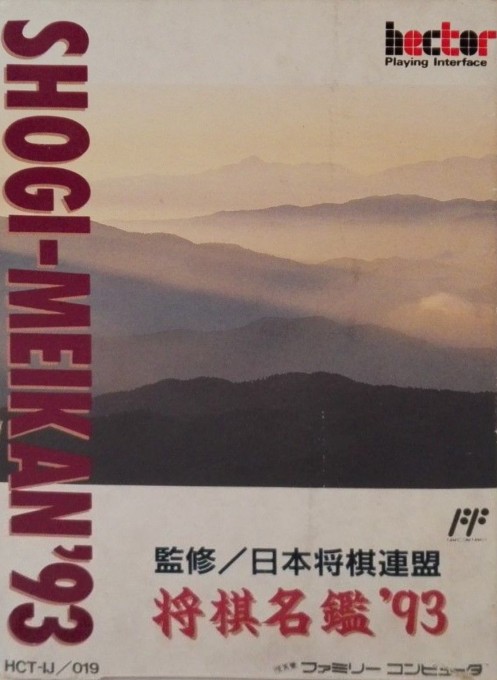 hector
Playing Interface
SHOGI-MEIKAN'93
監修／日本将棋連盟
将棋名鑑'93
HCT-IJ／019
ファミリー コンピュータ